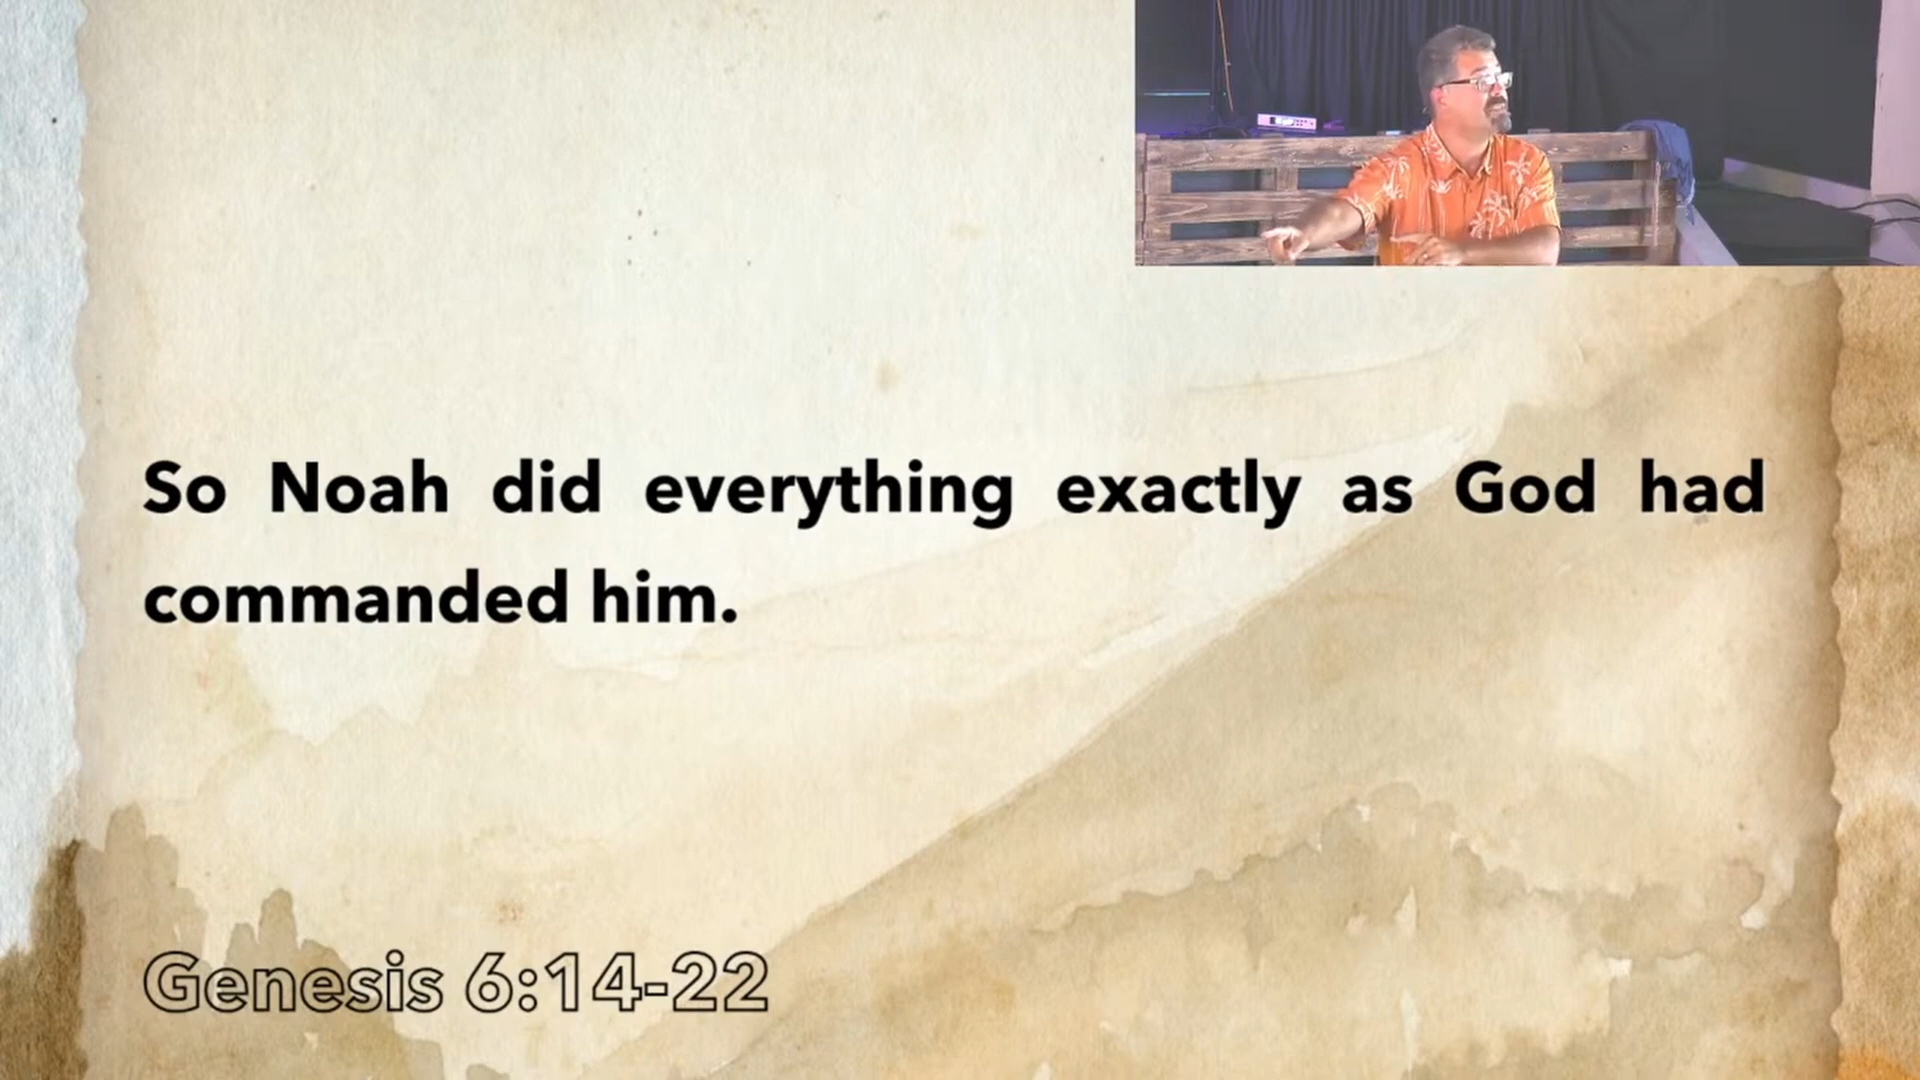 So Noah did everything exactly as God had
commanded him.
Genesis 6:14-22